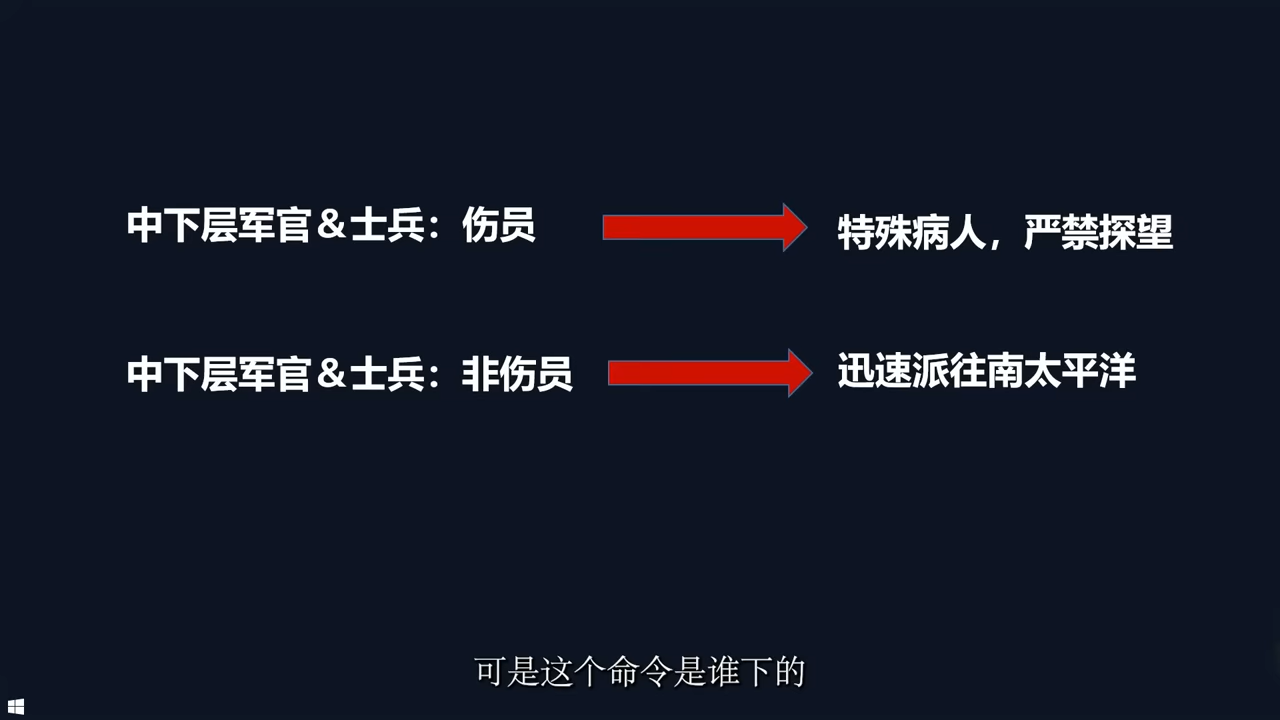 中下层军官＆士兵：伤员
特殊病人，严禁探望
中下层军官＆士兵：非伤员
迅速派往南太平洋
可是这个命令是谁下的